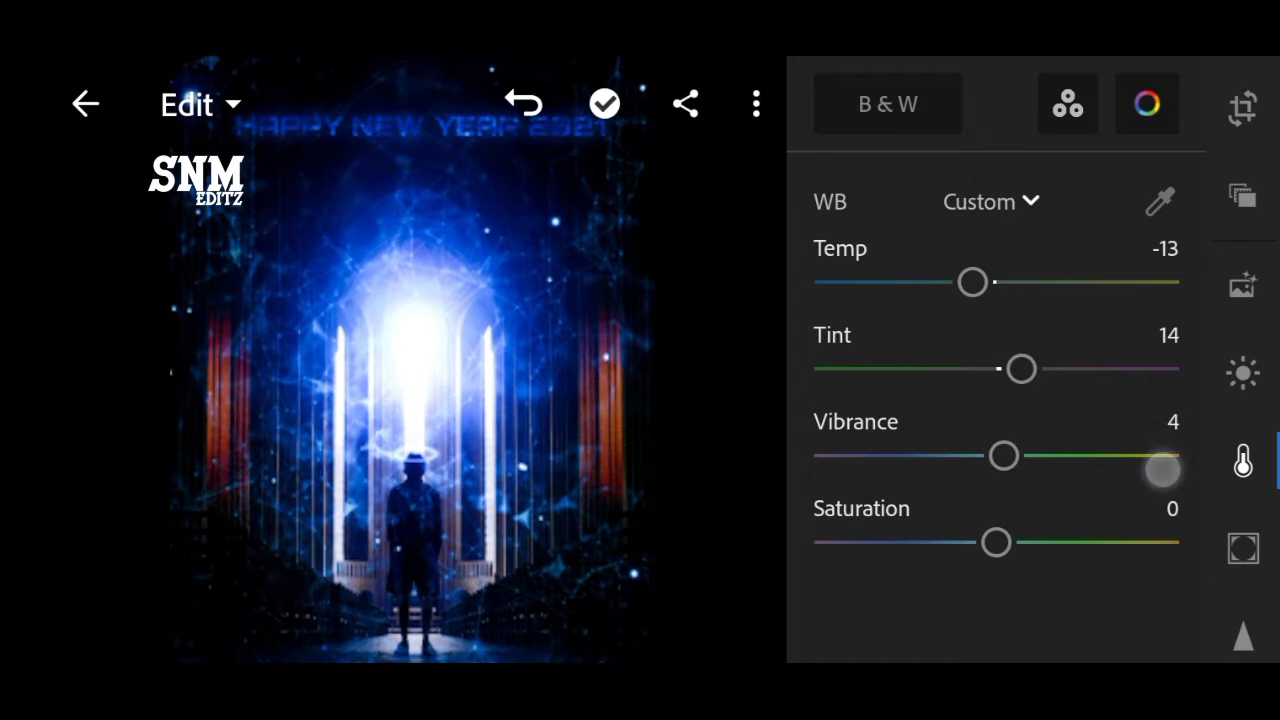 Edit
HAPPY NEW YEAR 2021
SNM
EDITZ
B & W
WB Custom
Temp -13
Tint 14
Vibrance 4
Saturation 0